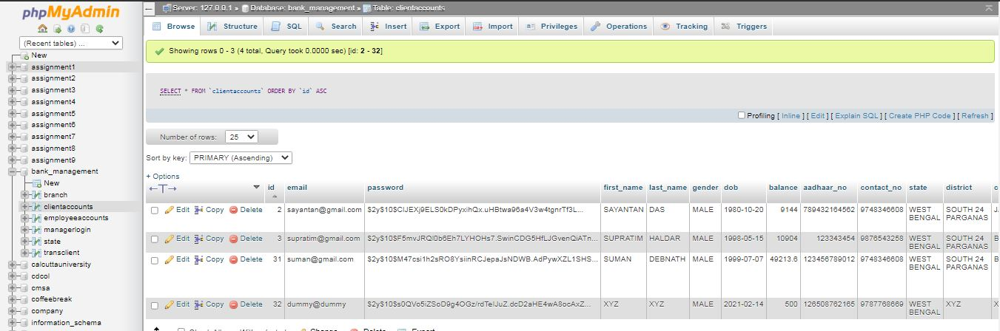 phpMyAdmin
Server: 127.0.0.1 » Database: bank_management » Table: clientaccounts
Browse Structure SQL Search Insert Export Import Privileges Operations Tracking Triggers
(Recent tables) ...
New
assignment1
assignment2
assignment3
assignment4
assignment5
assignment6
assignment7
assignment8
assignment9
bank_management
New
branch
clientaccounts
employeeaccounts
managerlogin
state
transclient
calcuttauniversity
cdcol
cmsa
coffeebreak
company
information_schema
Showing rows 0 - 3 (4 total, Query took 0.0000 sec) [id: 2 - 32]
SELECT * FROM `clientaccounts` ORDER BY `id` ASC
Profiling [ Inline ] [ Edit ] [ Explain SQL ] [ Create PHP Code ] [ Refresh ]
Number of rows: 25
Sort by key: PRIMARY (Ascending)
+ Options
←T→ id email password first_name last_name gender dob balance aadhaar_no contact_no state district c
Edit Copy Delete 2 sayantan@gmail.com $2y$10$CIJEXj9ELS0kDPyxihQx.uHBtwa96a4V3w4tgnrTf3L... SAYANTAN DAS MALE 1980-10-20 9144 789432164562 9748346608 WEST SOUTH 24 J
BENGAL PARGANAS
Edit Copy Delete 3 supratim@gmail.com $2y$10$F5mvJRQl0b6Eh7LYHOHs7.SwinCDG5HfLJGvenQiATn... SUPRATIM HALDAR MALE 1998-05-15 10904 123343454 9876543258 WEST SOUTH 24 B
BENGAL PARGANAS
Edit Copy Delete 31 suman@gmail.com $2y$10$M47csi1h2sRO8YsiinRCJepaJsNDWB.AdPywXZL1SHS... SUMAN DEBNATH MALE 1999-07-07 49213.6 123456789012 9748346608 WEST SOUTH 24 B
BENGAL PARGANAS
Edit Copy Delete 32 dummy@dummy $2y$10$s0QVo5iZSoD9g4OGz/rdTelJuZ.dcD2aHE4wA8ocAxZ... XYZ XYZ MALE 2021-02-14 500 126508762165 9787768669 WEST XYZ X
BENGAL
Change Delete Export